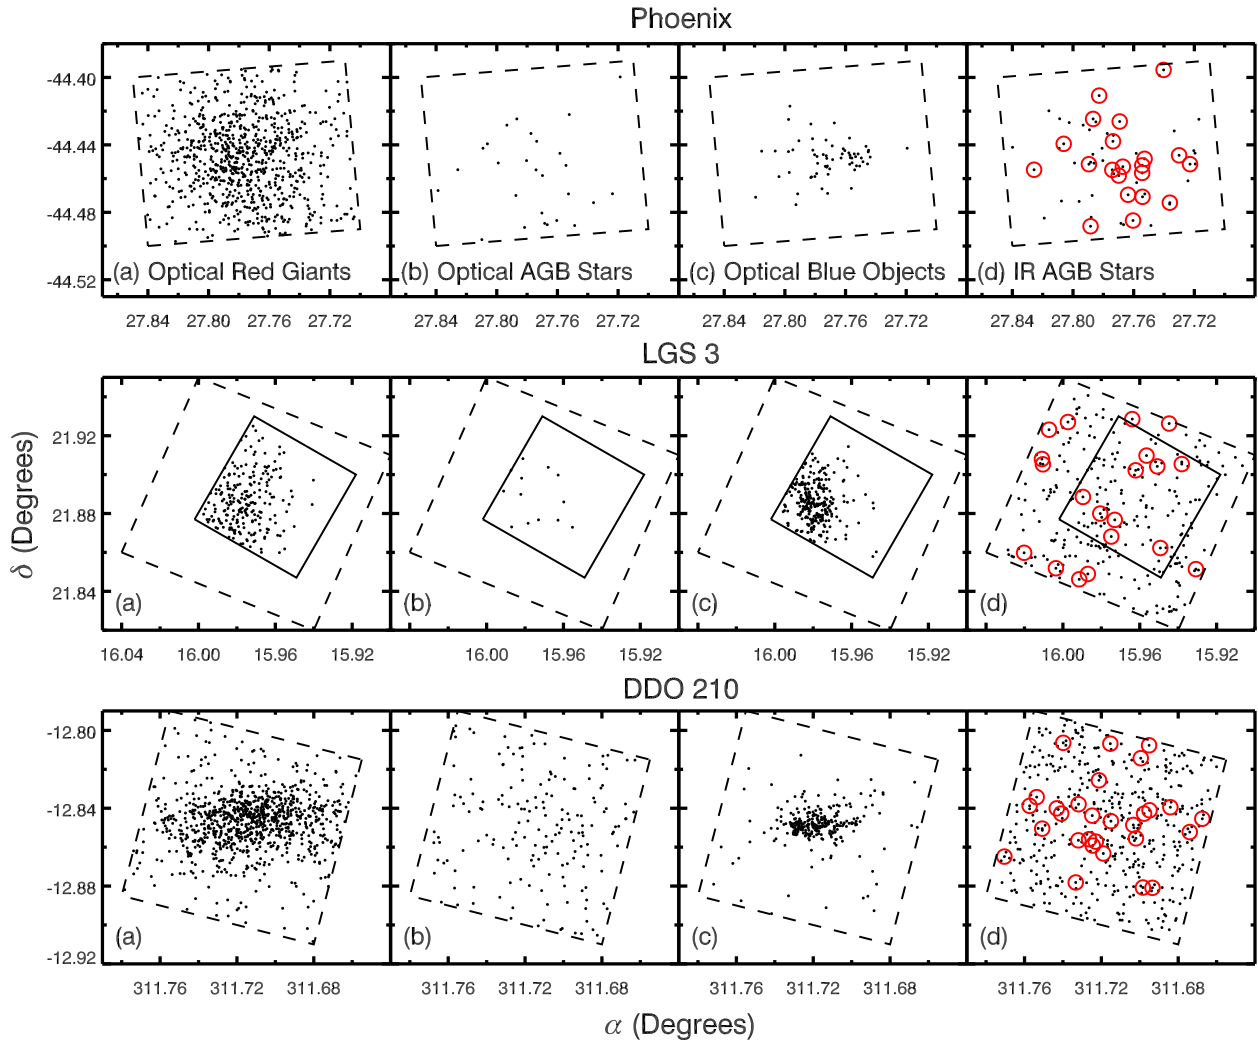 Phoenix
-44.40
-44.44
-44.48
-44.52
(a) Optical Red Giants
(b) Optical AGB Stars
(c) Optical Blue Objects
(d) IR AGB Stars
27.84 27.80 27.76 27.72
27.84 27.80 27.76 27.72
27.84 27.80 27.76 27.72
27.84 27.80 27.76 27.72
LGS 3
21.92
21.88
21.84
(a)
(b)
(c)
(d)
16.04 16.00 15.96 15.92
16.00 15.96 15.92
16.00 15.96 15.92
16.00 15.96 15.92
δ (Degrees)
DDO 210
-12.80
-12.84
-12.88
-12.92
(a)
(b)
(c)
(d)
311.76 311.72 311.68
311.76 311.72 311.68
311.76 311.72 311.68
311.76 311.72 311.68
α (Degrees)